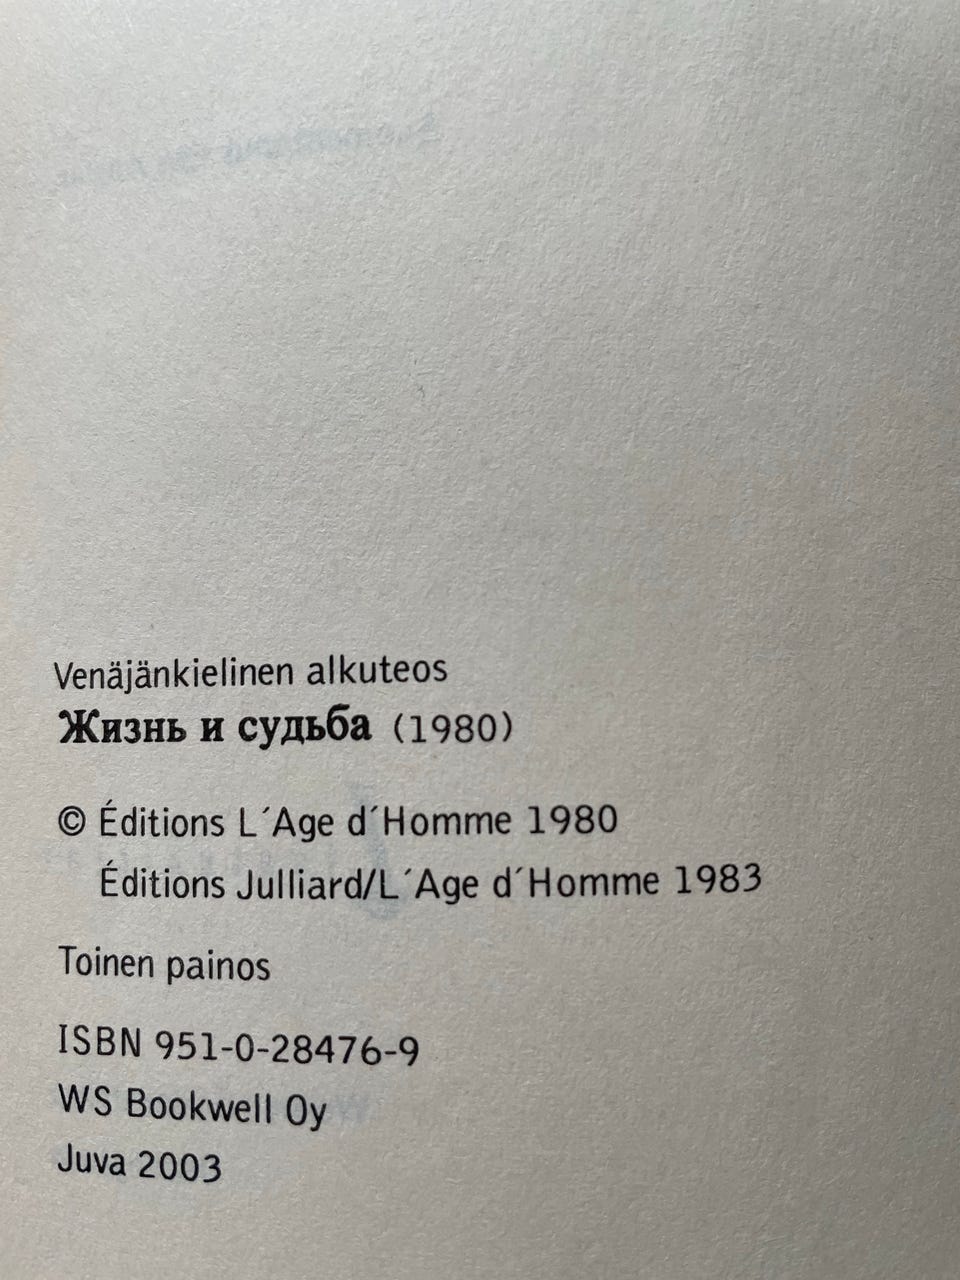 Venäjänkielinen alkuteos
Жизнь и судьба (1980)
© Éditions L´Age d´Homme 1980
Éditions Julliard/L´Age d´Homme 1983
Toinen painos
ISBN 951-0-28476-9
WS Bookwell Oy
Juva 2003